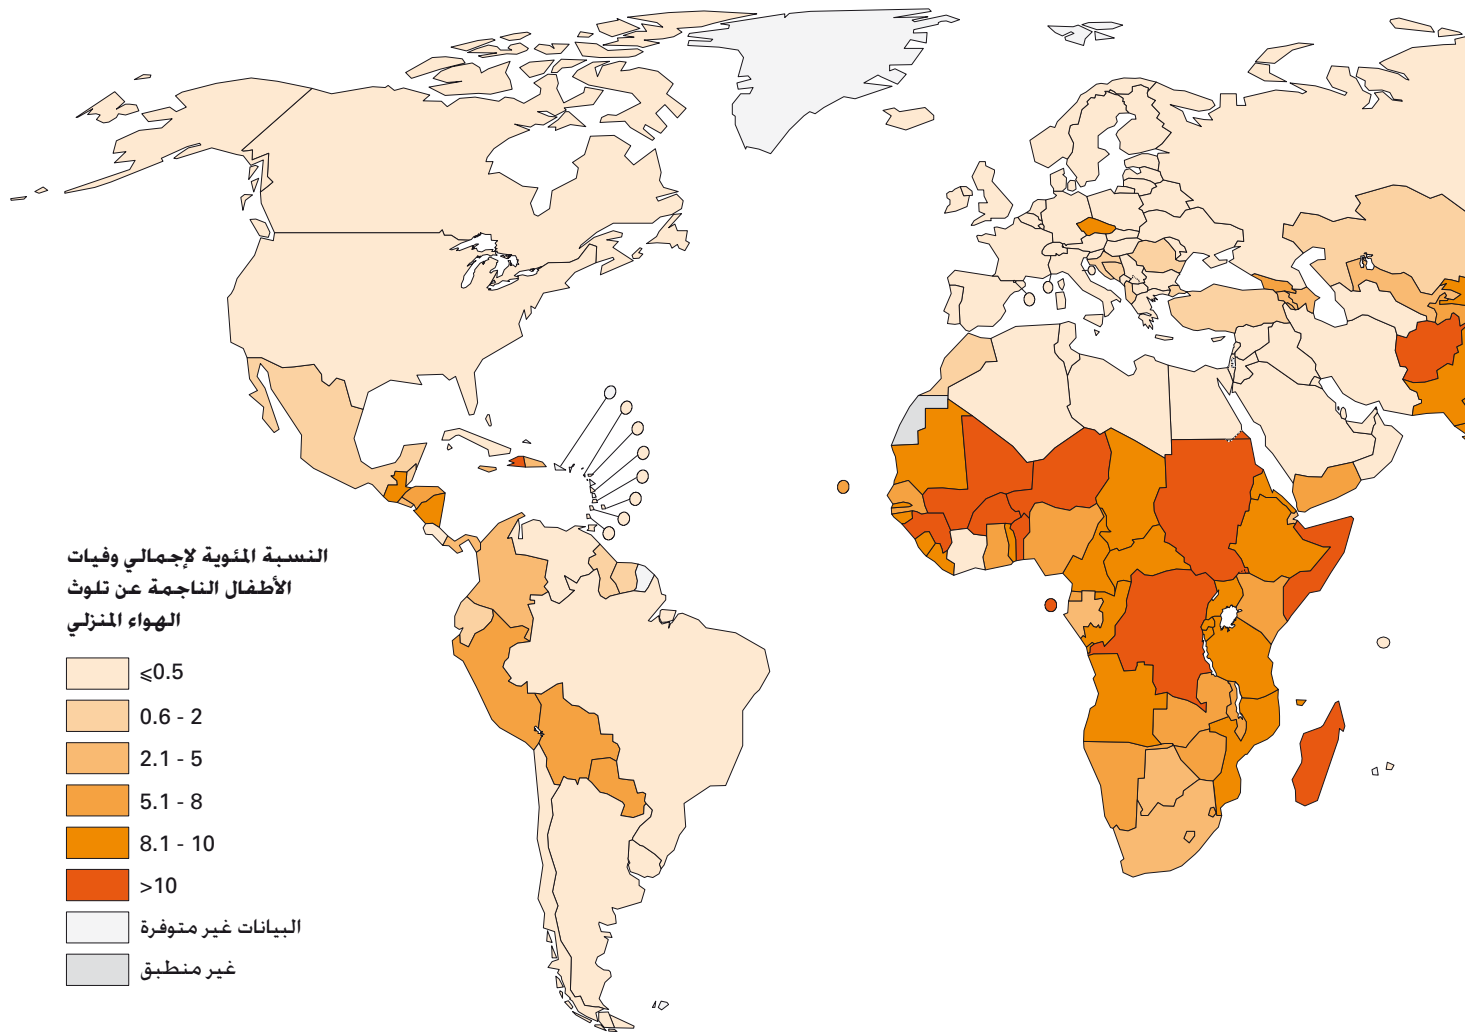 النسبة المئوية لإجمالي وفيات
الأطفال الناجمة عن تلوث
الهواء المنزلي
⩽0.5
0.6 - 2
2.1 - 5
5.1 - 8
8.1 - 10
>10
البيانات غير متوفرة
غير منطبق